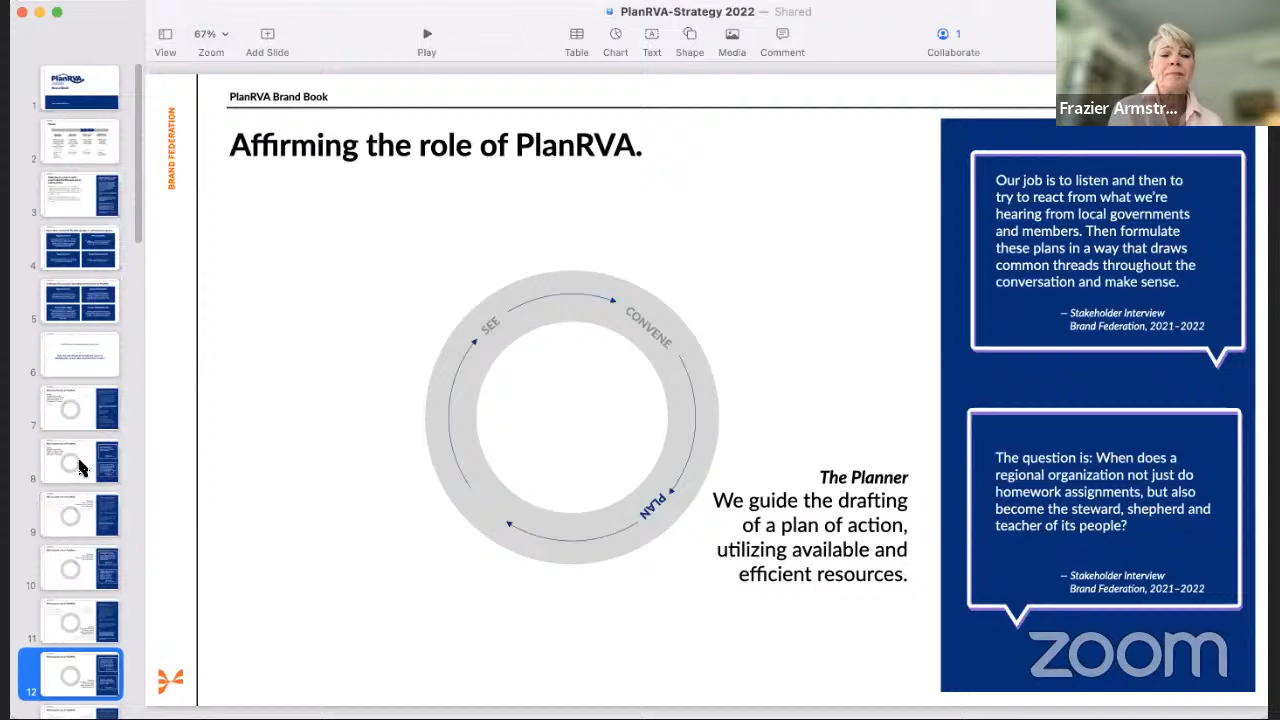 PlanRVA-Strategy 2022 — Shared
67%
View
Zoom
Add Slide
Play
Table
Chart
Text
Shape
Media
Comment
1
Collaborate
Frazier Armstr...
PlanRVA
1
2
3
4
5
6
7
8
9
10
11
12
BRAND FEDERATION
PlanRVA Brand Book
Affirming the role of PlanRVA.
SEE
CONVENE
PLAN
The Planner
We guide the drafting
of a plan of action,
utilizing available and
efficient resources.
Our job is to listen and then to
try to react from what we're
hearing from local governments
and members. Then formulate
these plans in a way that draws
common threads throughout the
conversation and make sense.
— Stakeholder Interview
Brand Federation, 2021–2022
The question is: When does a
regional organization not just do
homework assignments, but also
become the steward, shepherd and
teacher of its people?
— Stakeholder Interview
Brand Federation, 2021–2022
zoom